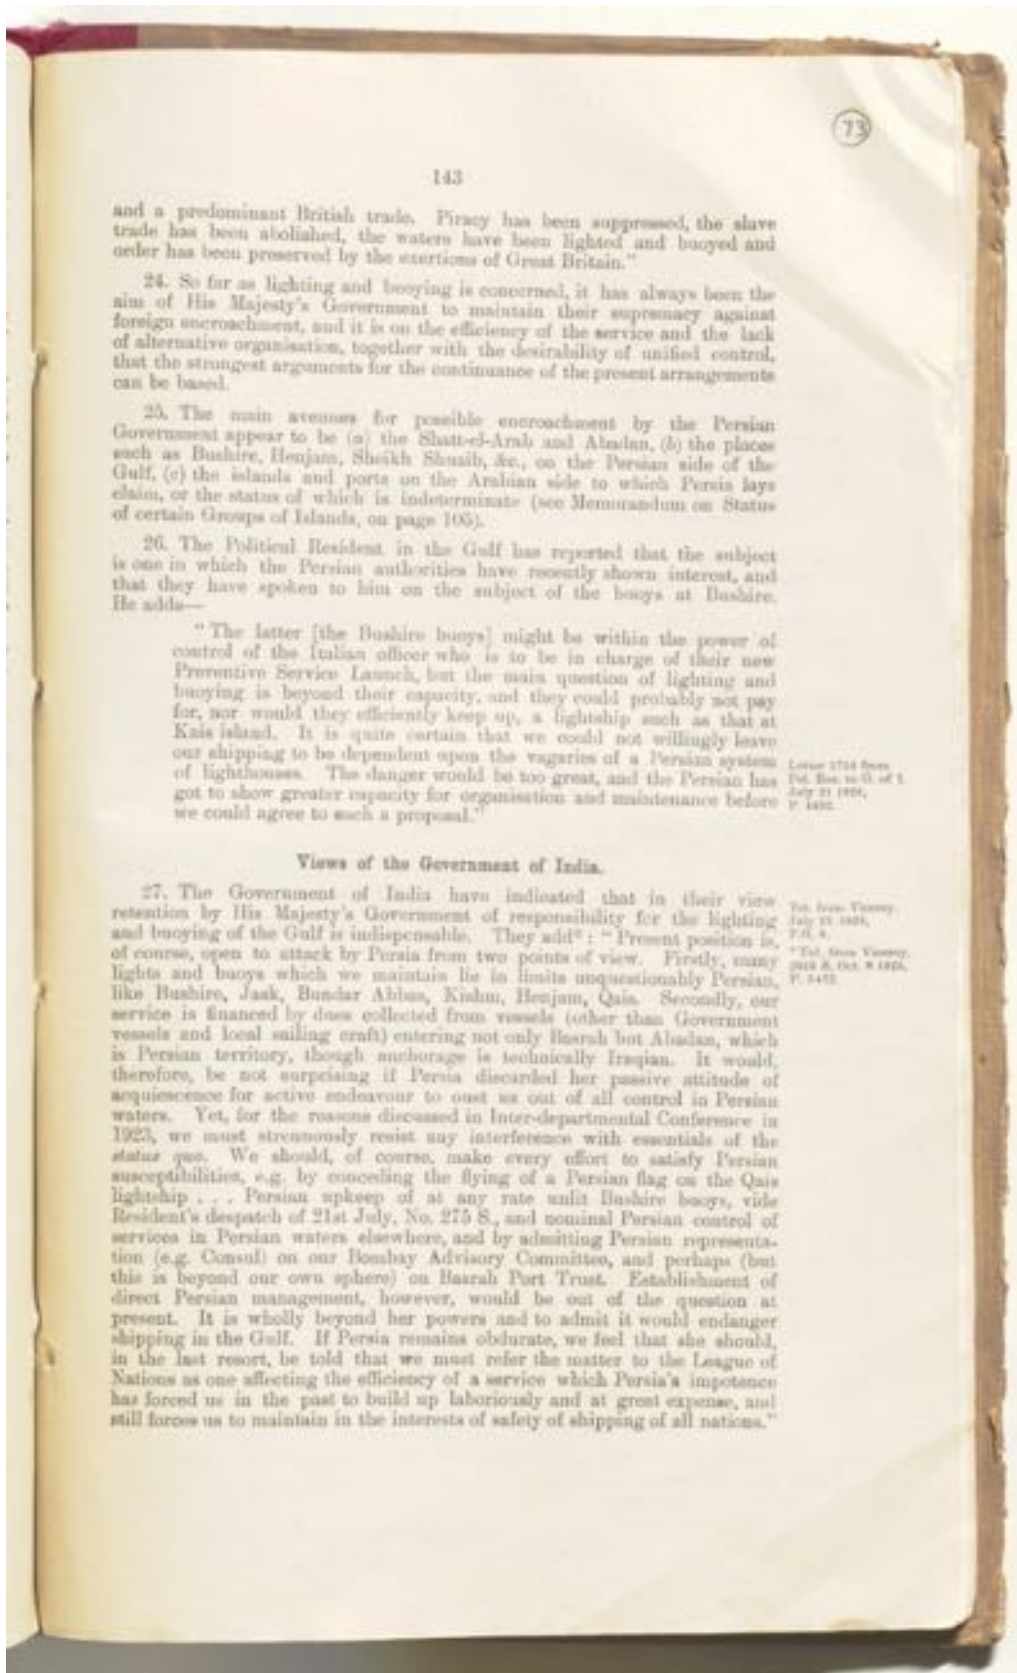 73
143
and a predominant British trade. Piracy has been suppressed, the slave
trade has been abolished, the waters have been lighted and buoyed and
order has been preserved by the exertions of Great Britain."
24. So far as lighting and buoying is concerned, it has always been the
aim of His Majesty's Government to maintain their supremacy against
foreign encroachment, and it is on the efficiency of the service and the lack
of alternative organisation, together with the desirability of unified control,
that the strongest arguments for the continuance of the present arrangements
can be based.
25. The main avenues for possible encroachment by the Persian
Government appear to be (a) the Shatt-el-Arab and Abadan, (b) the places
such as Bushire, Henjam, Sheikh Shuaib, &c., on the Persian side of the
Gulf, (c) the islands and ports on the Arabian side to which Persia lays
claim, or the status of which is indeterminate (see Memorandum on Status
of certain Groups of Islands, on page 105).
26. The Political Resident in the Gulf has reported that the subject
is one in which the Persian authorities have recently shown interest, and
that they have spoken to him on the subject of the buoys at Bushire.
He adds—
"The latter [the Bushire buoys] might be within the power of
control of the Italian officer who is to be in charge of their new
Preventive Service Launch, but the main question of lighting and
buoying is beyond their capacity, and they could probably not pay
for, nor would they efficiently keep up, a lightship such as that at
Kais island. It is quite certain that we could not willingly leave
our shipping to be dependent upon the vagaries of a Persian system
of lighthouses. The danger would be too great, and the Persian has
got to show greater capacity for organisation and maintenance before
we could agree to such a proposal."
Letter from
Pol. Res. to G. of I.
July 21 1928,
Views of the Government of India.
27. The Government of India have indicated that in their view
retention by His Majesty's Government of responsibility for the lighting
and buoying of the Gulf is indispensable. They add* : "Present position is,
of course, open to attack by Persia from two points of view. Firstly, many
lights and buoys which we maintain lie in limits unquestionably Persian,
like Bushire, Jask, Bundar Abbas, Kishm, Henjam, Qais. Secondly, our
service is financed by dues collected from vessels (other than Government
vessels and local sailing craft) entering not only Basrah but Abadan, which
is Persian territory, though anchorage is technically Iraqian. It would,
therefore, be not surprising if Persia discarded her passive attitude of
acquiescence for active endeavour to oust us out of all control in Persian
waters. Yet, for the reasons discussed in Inter-departmental Conference in
1923, we must strenuously resist any interference with essentials of the
status quo. We should, of course, make every effort to satisfy Persian
susceptibilities, e.g. by conceding the flying of a Persian flag on the Qais
lightship . . . Persian upkeep of at any rate unlit Bushire buoys, vide
Resident's despatch of 21st July, No. 275 S., and nominal Persian control of
services in Persian waters elsewhere, and by admitting Persian representa-
tion (e.g. Consul) on our Bombay Advisory Committee, and perhaps (but
this is beyond our own sphere) on Basrah Port Trust. Establishment of
direct Persian management, however, would be out of the question at
present. It is wholly beyond her powers and to admit it would endanger
shipping in the Gulf. If Persia remains obdurate, we feel that she should,
in the last resort, be told that we must refer the matter to the League of
Nations as one affecting the efficiency of a service which Persia's impotence
has forced us in the past to build up laboriously and at great expense, and
still forces us to maintain in the interests of safety of shipping of all nations."
Tel. from Viceroy,
July 1928,
*Tel. from Viceroy,
Oct. 1928,